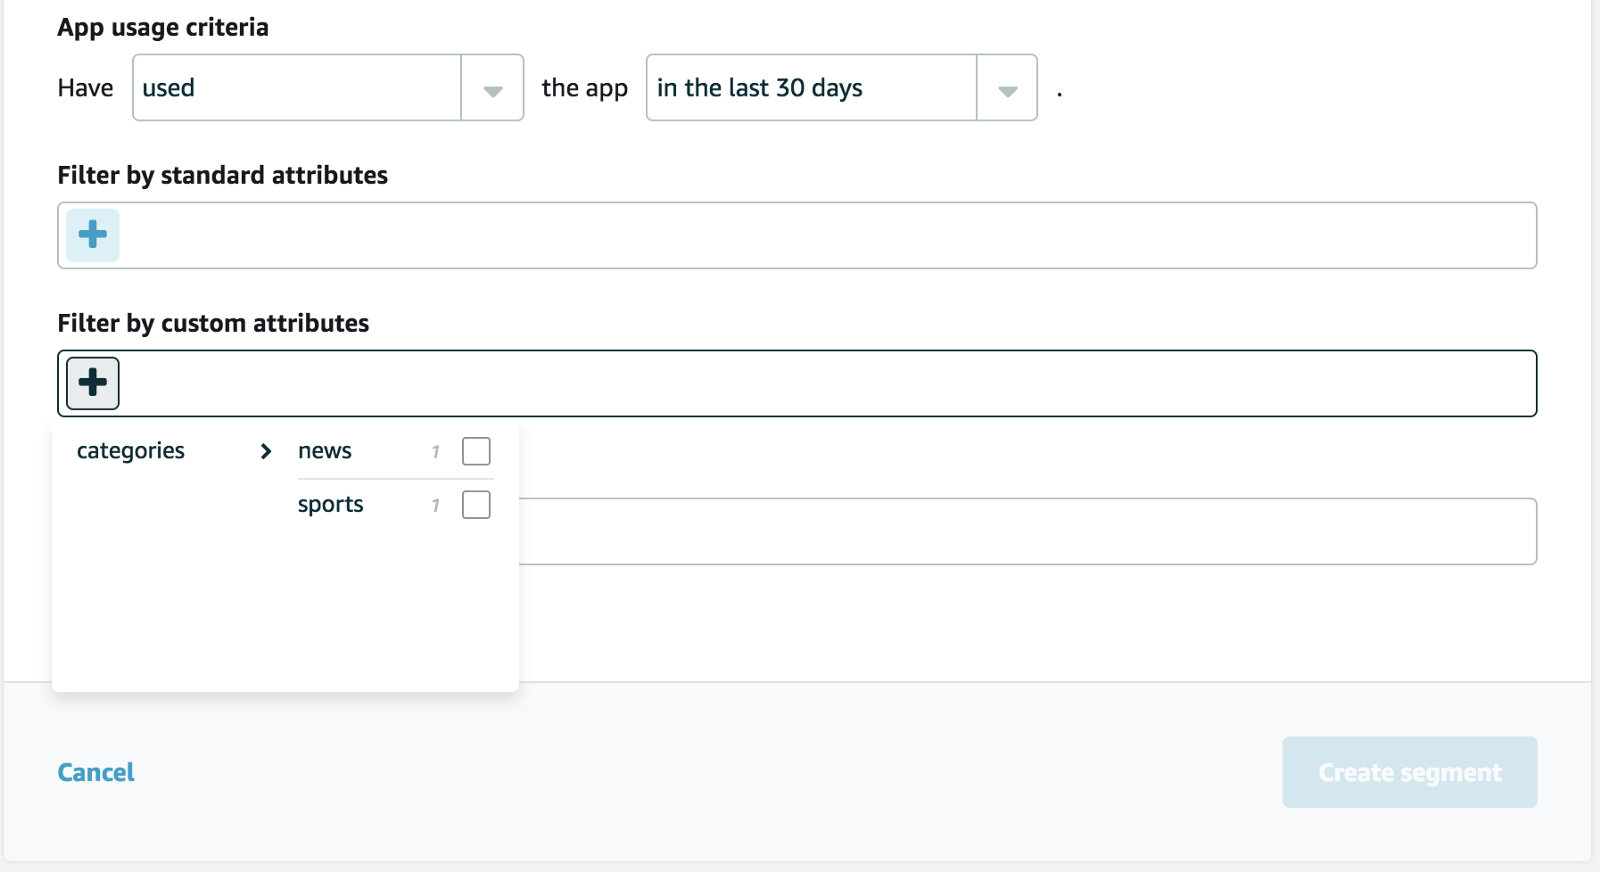 App usage criteria
Have used the app in the last 30 days .
Filter by standard attributes
Filter by custom attributes
categories news 1
sports 1
Cancel
Create segment